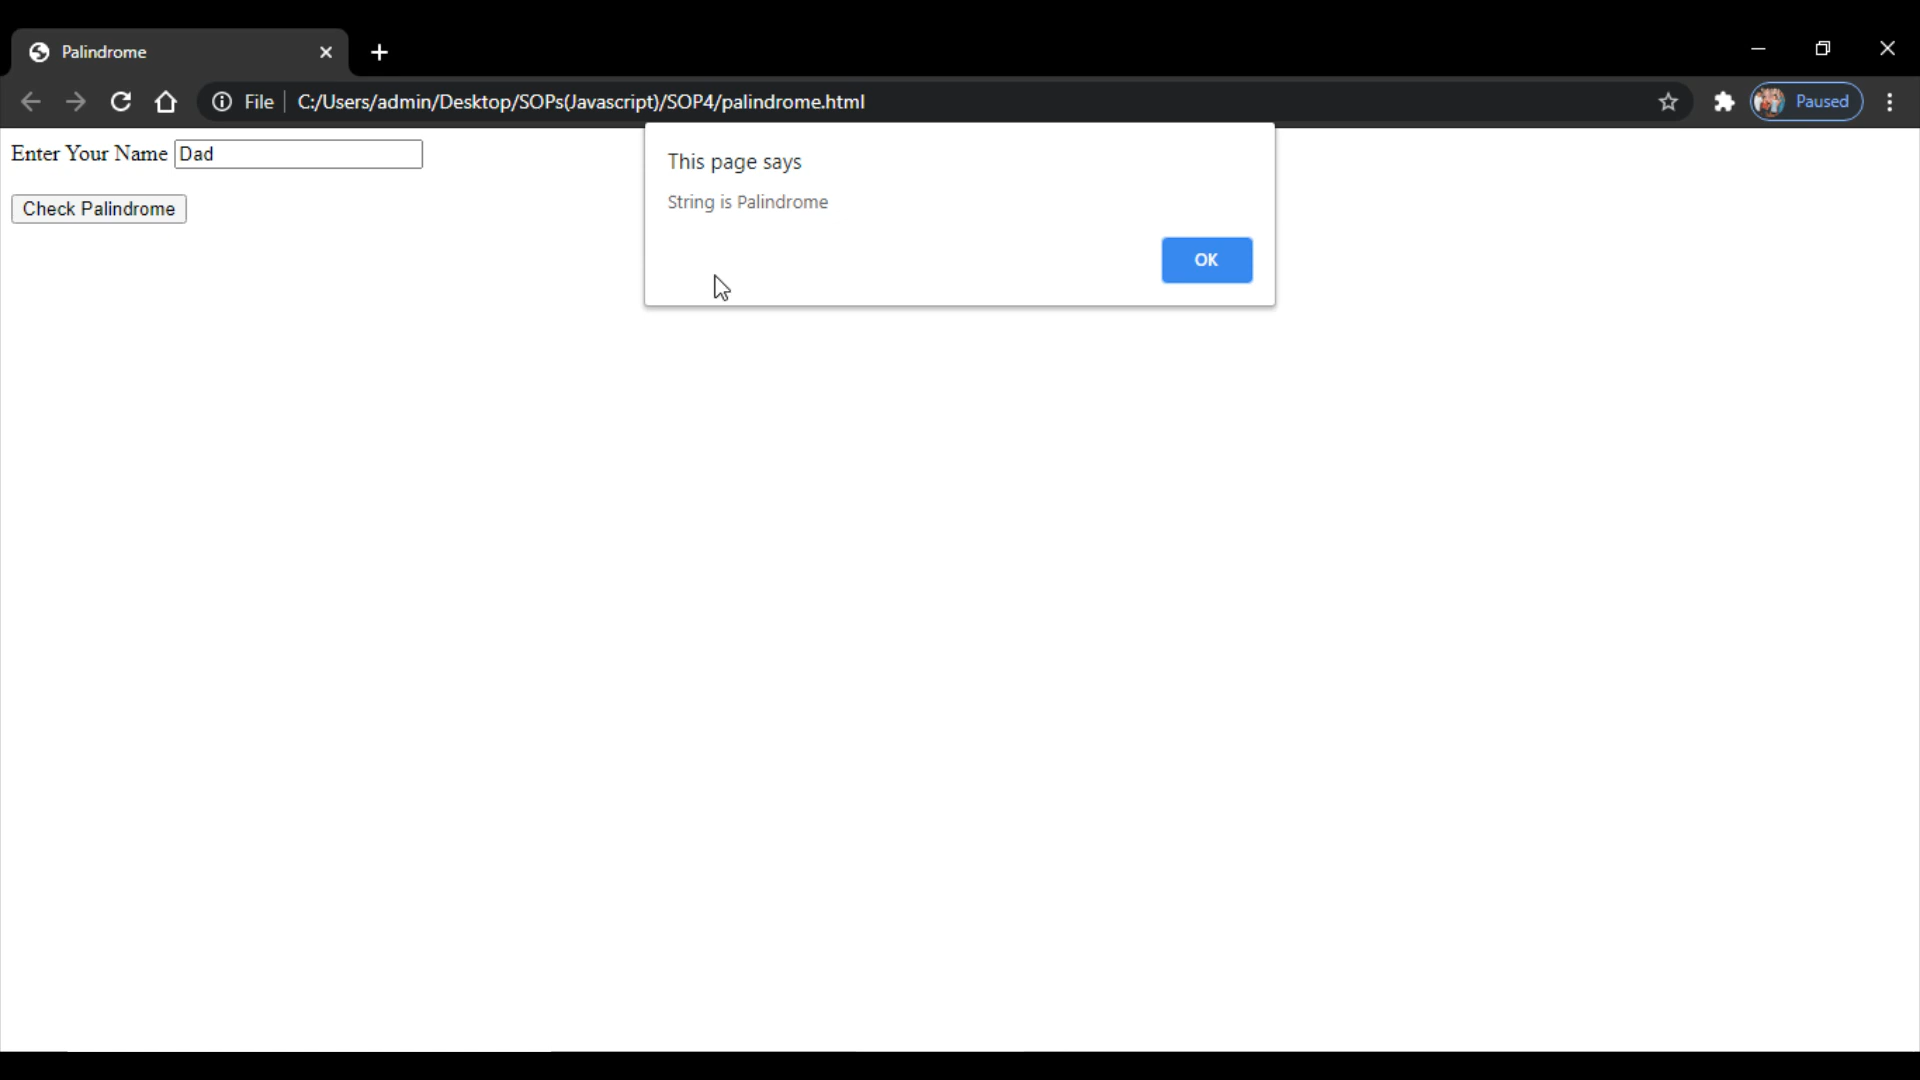 Palindrome
File C:/Users/admin/Desktop/SOPs(Javascript)/SOP4/palindrome.html
Paused
Enter Your Name Dad
Check Palindrome
This page says
String is Palindrome
OK